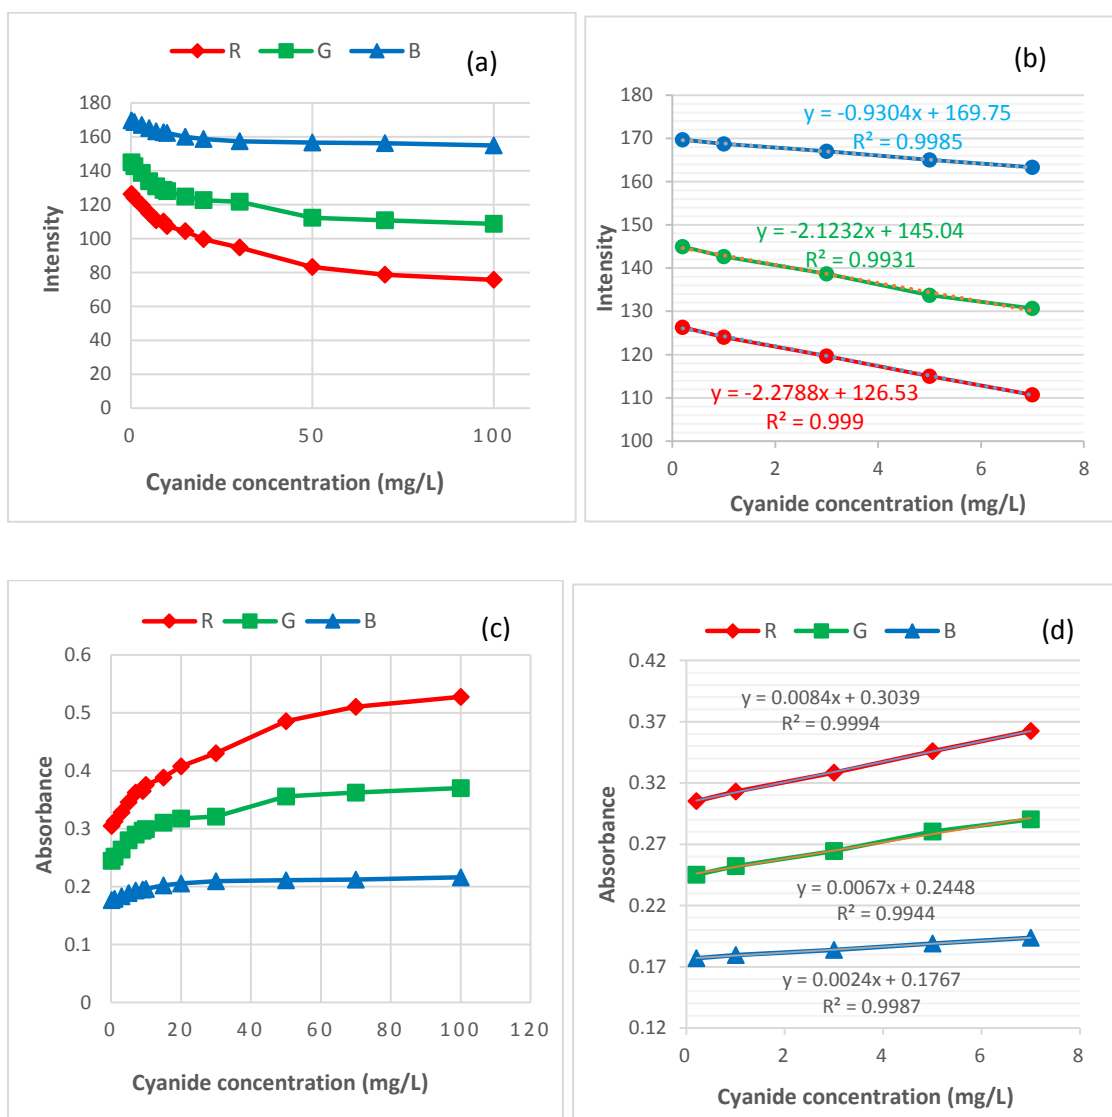 R G B
(a)
180
160
140
120
100
80
60
40
20
0
Intensity
0 50 100
Cyanide concentration (mg/L)
(b)
180
170
160
150
140
130
120
110
100
Intensity
y = -0.9304x + 169.75
R² = 0.9985
y = -2.1232x + 145.04
R² = 0.9931
y = -2.2788x + 126.53
R² = 0.999
0 2 4 6 8
Cyanide concentration (mg/L)
R G B
(c)
0.6
0.5
0.4
0.3
0.2
0.1
0
Absorbance
0 20 40 60 80 100 120
Cyanide concentration (mg/L)
R G B
(d)
0.42
0.37
0.32
0.27
0.22
0.17
0.12
Absorbance
y = 0.0084x + 0.3039
R² = 0.9994
y = 0.0067x + 0.2448
R² = 0.9944
y = 0.0024x + 0.1767
R² = 0.9987
0 2 4 6 8
Cyanide concentration (mg/L)